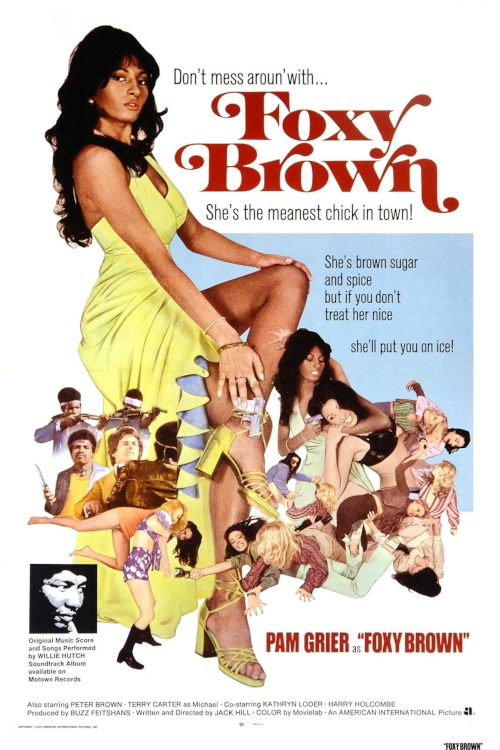 Don't mess aroun' with...
Foxy
Brown
She's the meanest chick in town!
She's brown sugar
and spice
but if you don't
treat her nice
she'll put you on ice!
Original Music Score
and Songs Performed
by WILLIE HUTCH
Soundtrack Album
available on
Motown Records
PAM GRIER as "FOXY BROWN"
Also starring PETER BROWN · TERRY CARTER as Michael · Co-starring KATHRYN LODER · HARRY HOLCOMBE
Produced by BUZZ FEITSHANS · Written and Directed by JACK HILL · COLOR by Movielab · An AMERICAN INTERNATIONAL Picture
"FOXY BROWN"